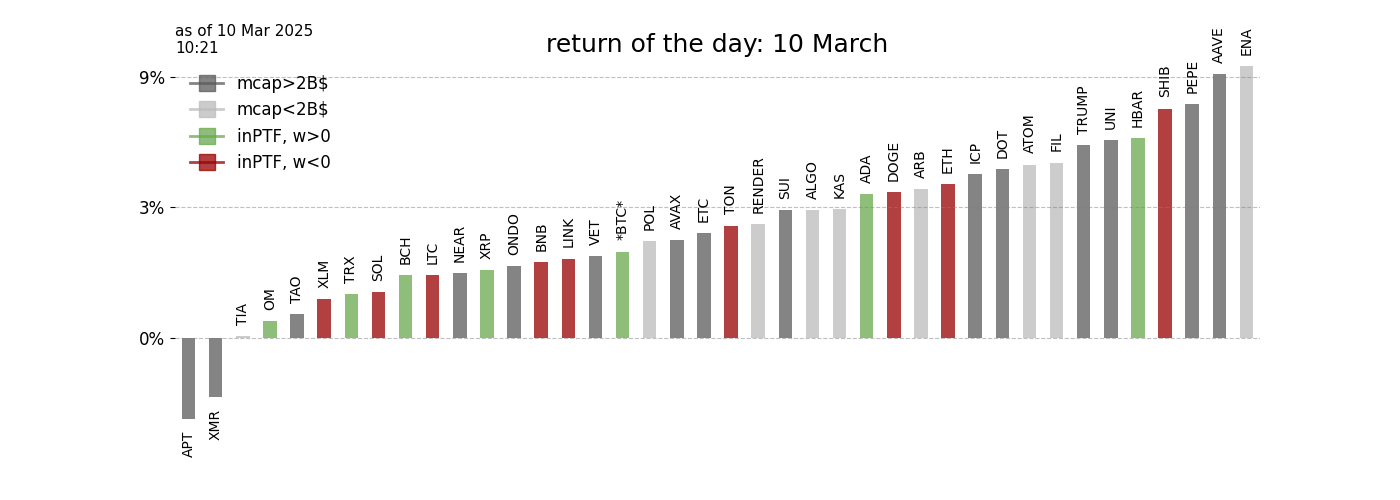 as of 10 Mar 2025
10:21
return of the day: 10 March
9%
3%
0%
mcap>2B$
mcap<2B$
inPTF, w>0
inPTF, w<0
APT
XMR
TIA
OM
TAO
XLM
TRX
SOL
BCH
LTC
NEAR
XRP
ONDO
BNB
LINK
VET
*BTC*
POL
AVAX
ETC
TON
RENDER
SUI
ALGO
KAS
ADA
DOGE
ARB
ETH
ICP
DOT
ATOM
FIL
TRUMP
UNI
HBAR
SHIB
PEPE
AAVE
ENA